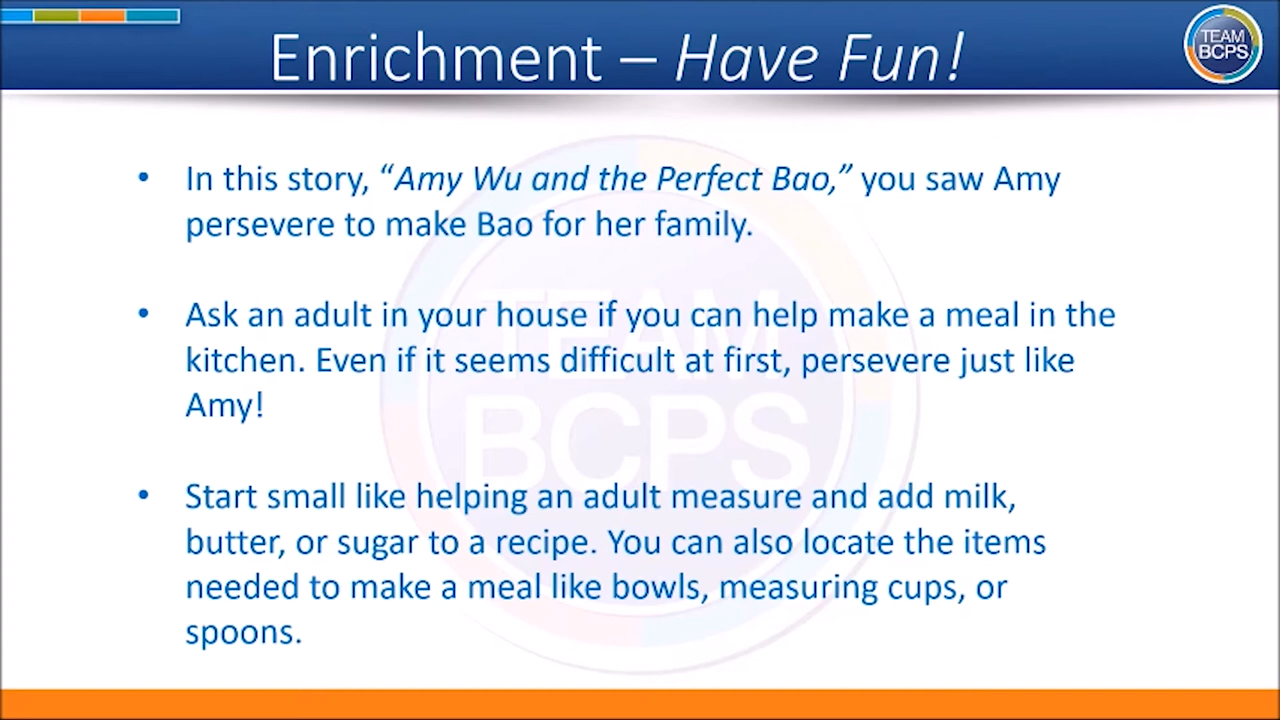 Enrichment – Have Fun!
TEAM
BCPS
• In this story, “Amy Wu and the Perfect Bao,” you saw Amy
persevere to make Bao for her family.
• Ask an adult in your house if you can help make a meal in the
kitchen. Even if it seems difficult at first, persevere just like
Amy!
• Start small like helping an adult measure and add milk,
butter, or sugar to a recipe. You can also locate the items
needed to make a meal like bowls, measuring cups, or
spoons.
TEAM
BCPS